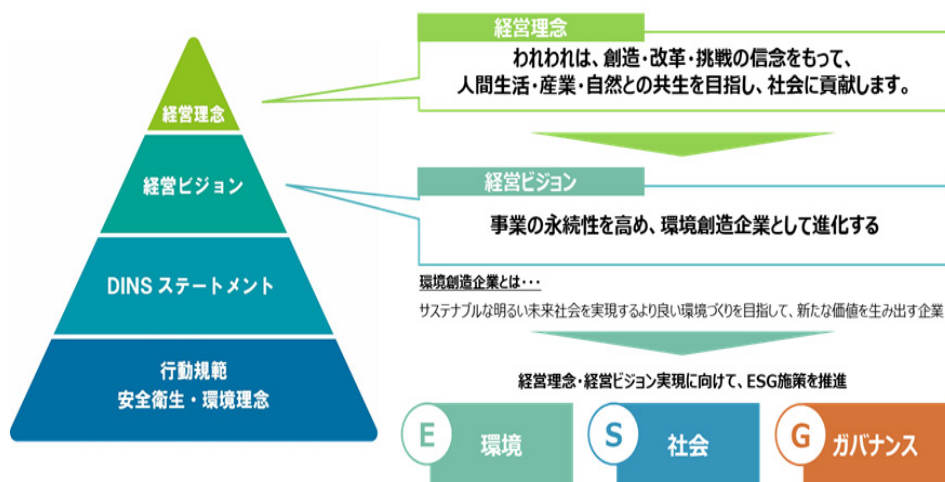 経営理念
経営ビジョン
DINS ステートメント
行動規範
安全衛生・環境理念
経営理念
われわれは、創造・改革・挑戦の信念をもって、
人間生活・産業・自然との共生を目指し、社会に貢献します。
経営ビジョン
事業の永続性を高め、環境創造企業として進化する
環境創造企業とは・・・
サステナブルな明るい未来社会を実現するより良い環境づくりを目指して、新たな価値を生み出す企業
経営理念・経営ビジョン実現に向けて、ESG施策を推進
E 環境
S 社会
G ガバナンス